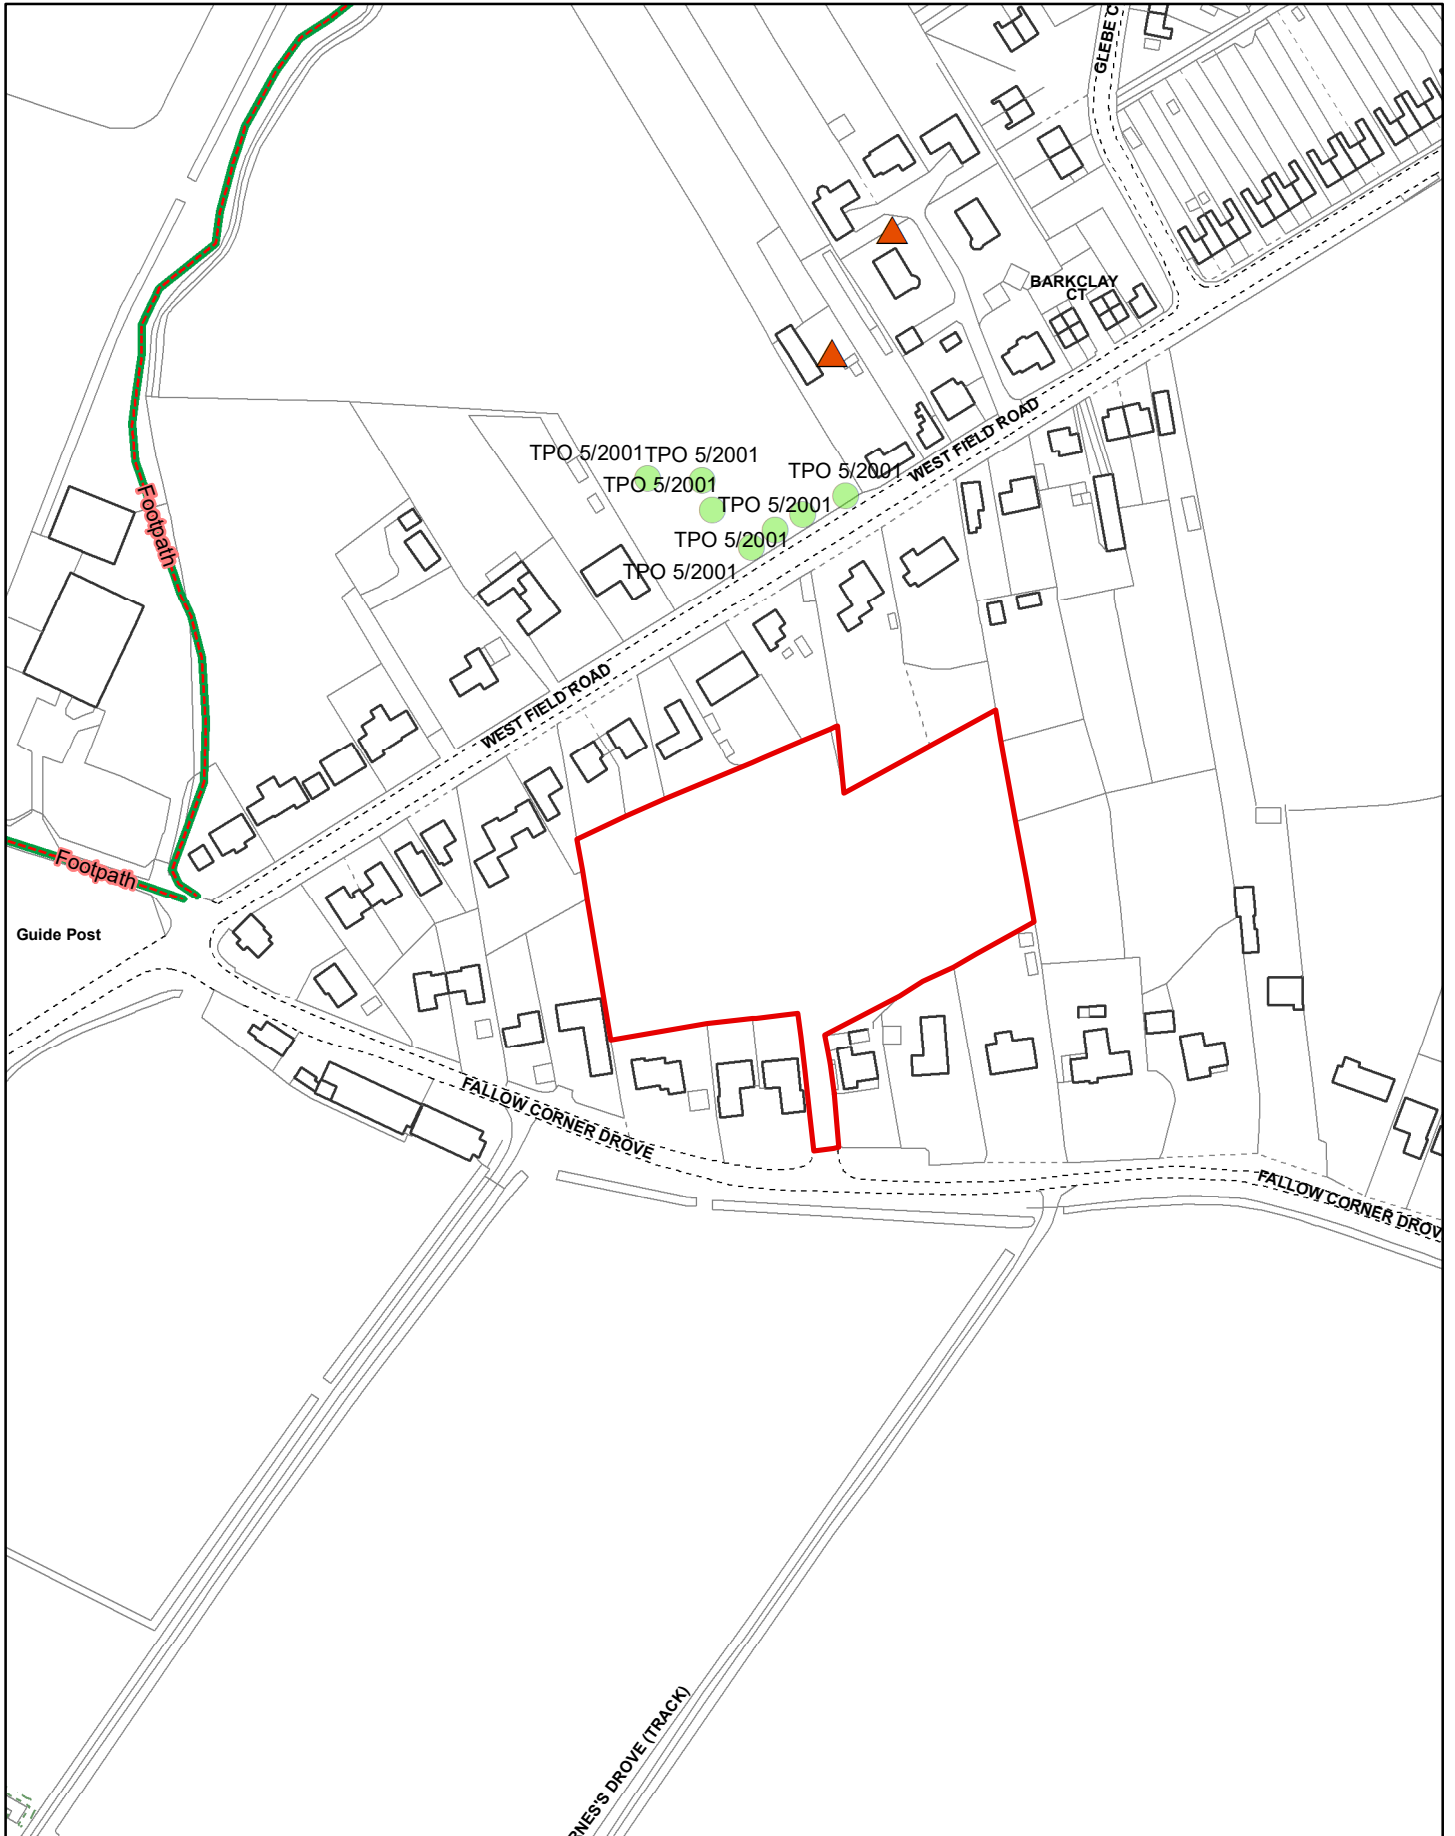 GLEBE C
BARKCLAY
CT
WEST FIELD ROAD
TPO 5/2001
TPO 5/2001
TPO 5/2001
TPO 5/2001
TPO 5/2001
TPO 5/2001
TPO 5/2001
Footpath
WEST FIELD ROAD
Footpath
Guide Post
FALLOW CORNER DROVE
FALLOW CORNER DROV
RNES'S DROVE (TRACK)